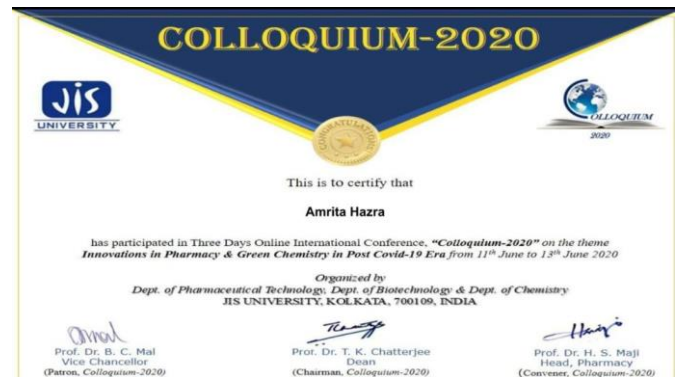 COLLOQUIUM-2020
JIS
UNIVERSITY
OLLOQUIUM
2020
CONGRATULATIONS
This is to certify that
Amrita Hazra
has participated in Three Days Online International Conference, "Colloquium-2020" on the theme
Innovations in Pharmacy & Green Chemistry in Post Covid-19 Era from 11th June to 13th June 2020
Organized by
Dept. of Pharmaceutical Technology, Dept. of Biotechnology & Dept. of Chemistry
JIS UNIVERSITY, KOLKATA, 700109, INDIA
Prof. Dr. B. C. Mal
Vice Chancellor
(Patron, Colloquium-2020)
Prof. Dr. T. K. Chatterjee
Dean
(Chairman, Colloquium-2020)
Prof. Dr. H. S. Maji
Head, Pharmacy
(Convener, Colloquium-2020)